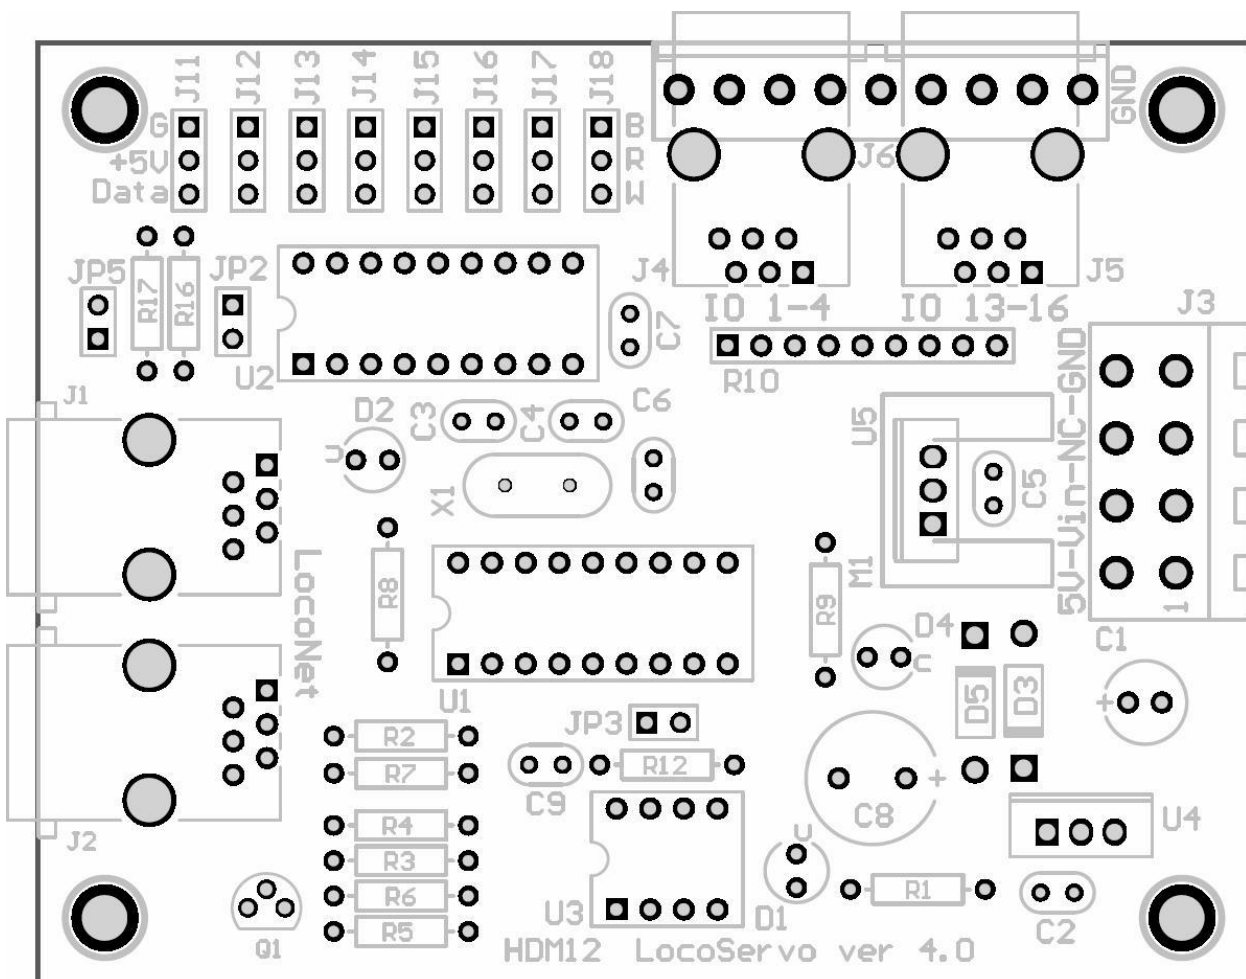 J11 J12 J13 J14 J15 J16 J17 J18
GND
G B
+5V R
Data W
J6
JP5 R17 R16 JP2
J4 J5
IO 1-4 IO 13-16
J3
C7
U2
R10
J1
D2 C3 C4 C6
U5
5V-Vin-NC-GND
X1
C5
LocoNet
R8
R9
M1
1
D4
C1
U1
D5 D3
JP3
R2
R7
R12
C9
C8
U4
R4
J2
R3
R6
R1
R5
U3 D1
C2
Q1
HDM12 LocoServo ver 4.0